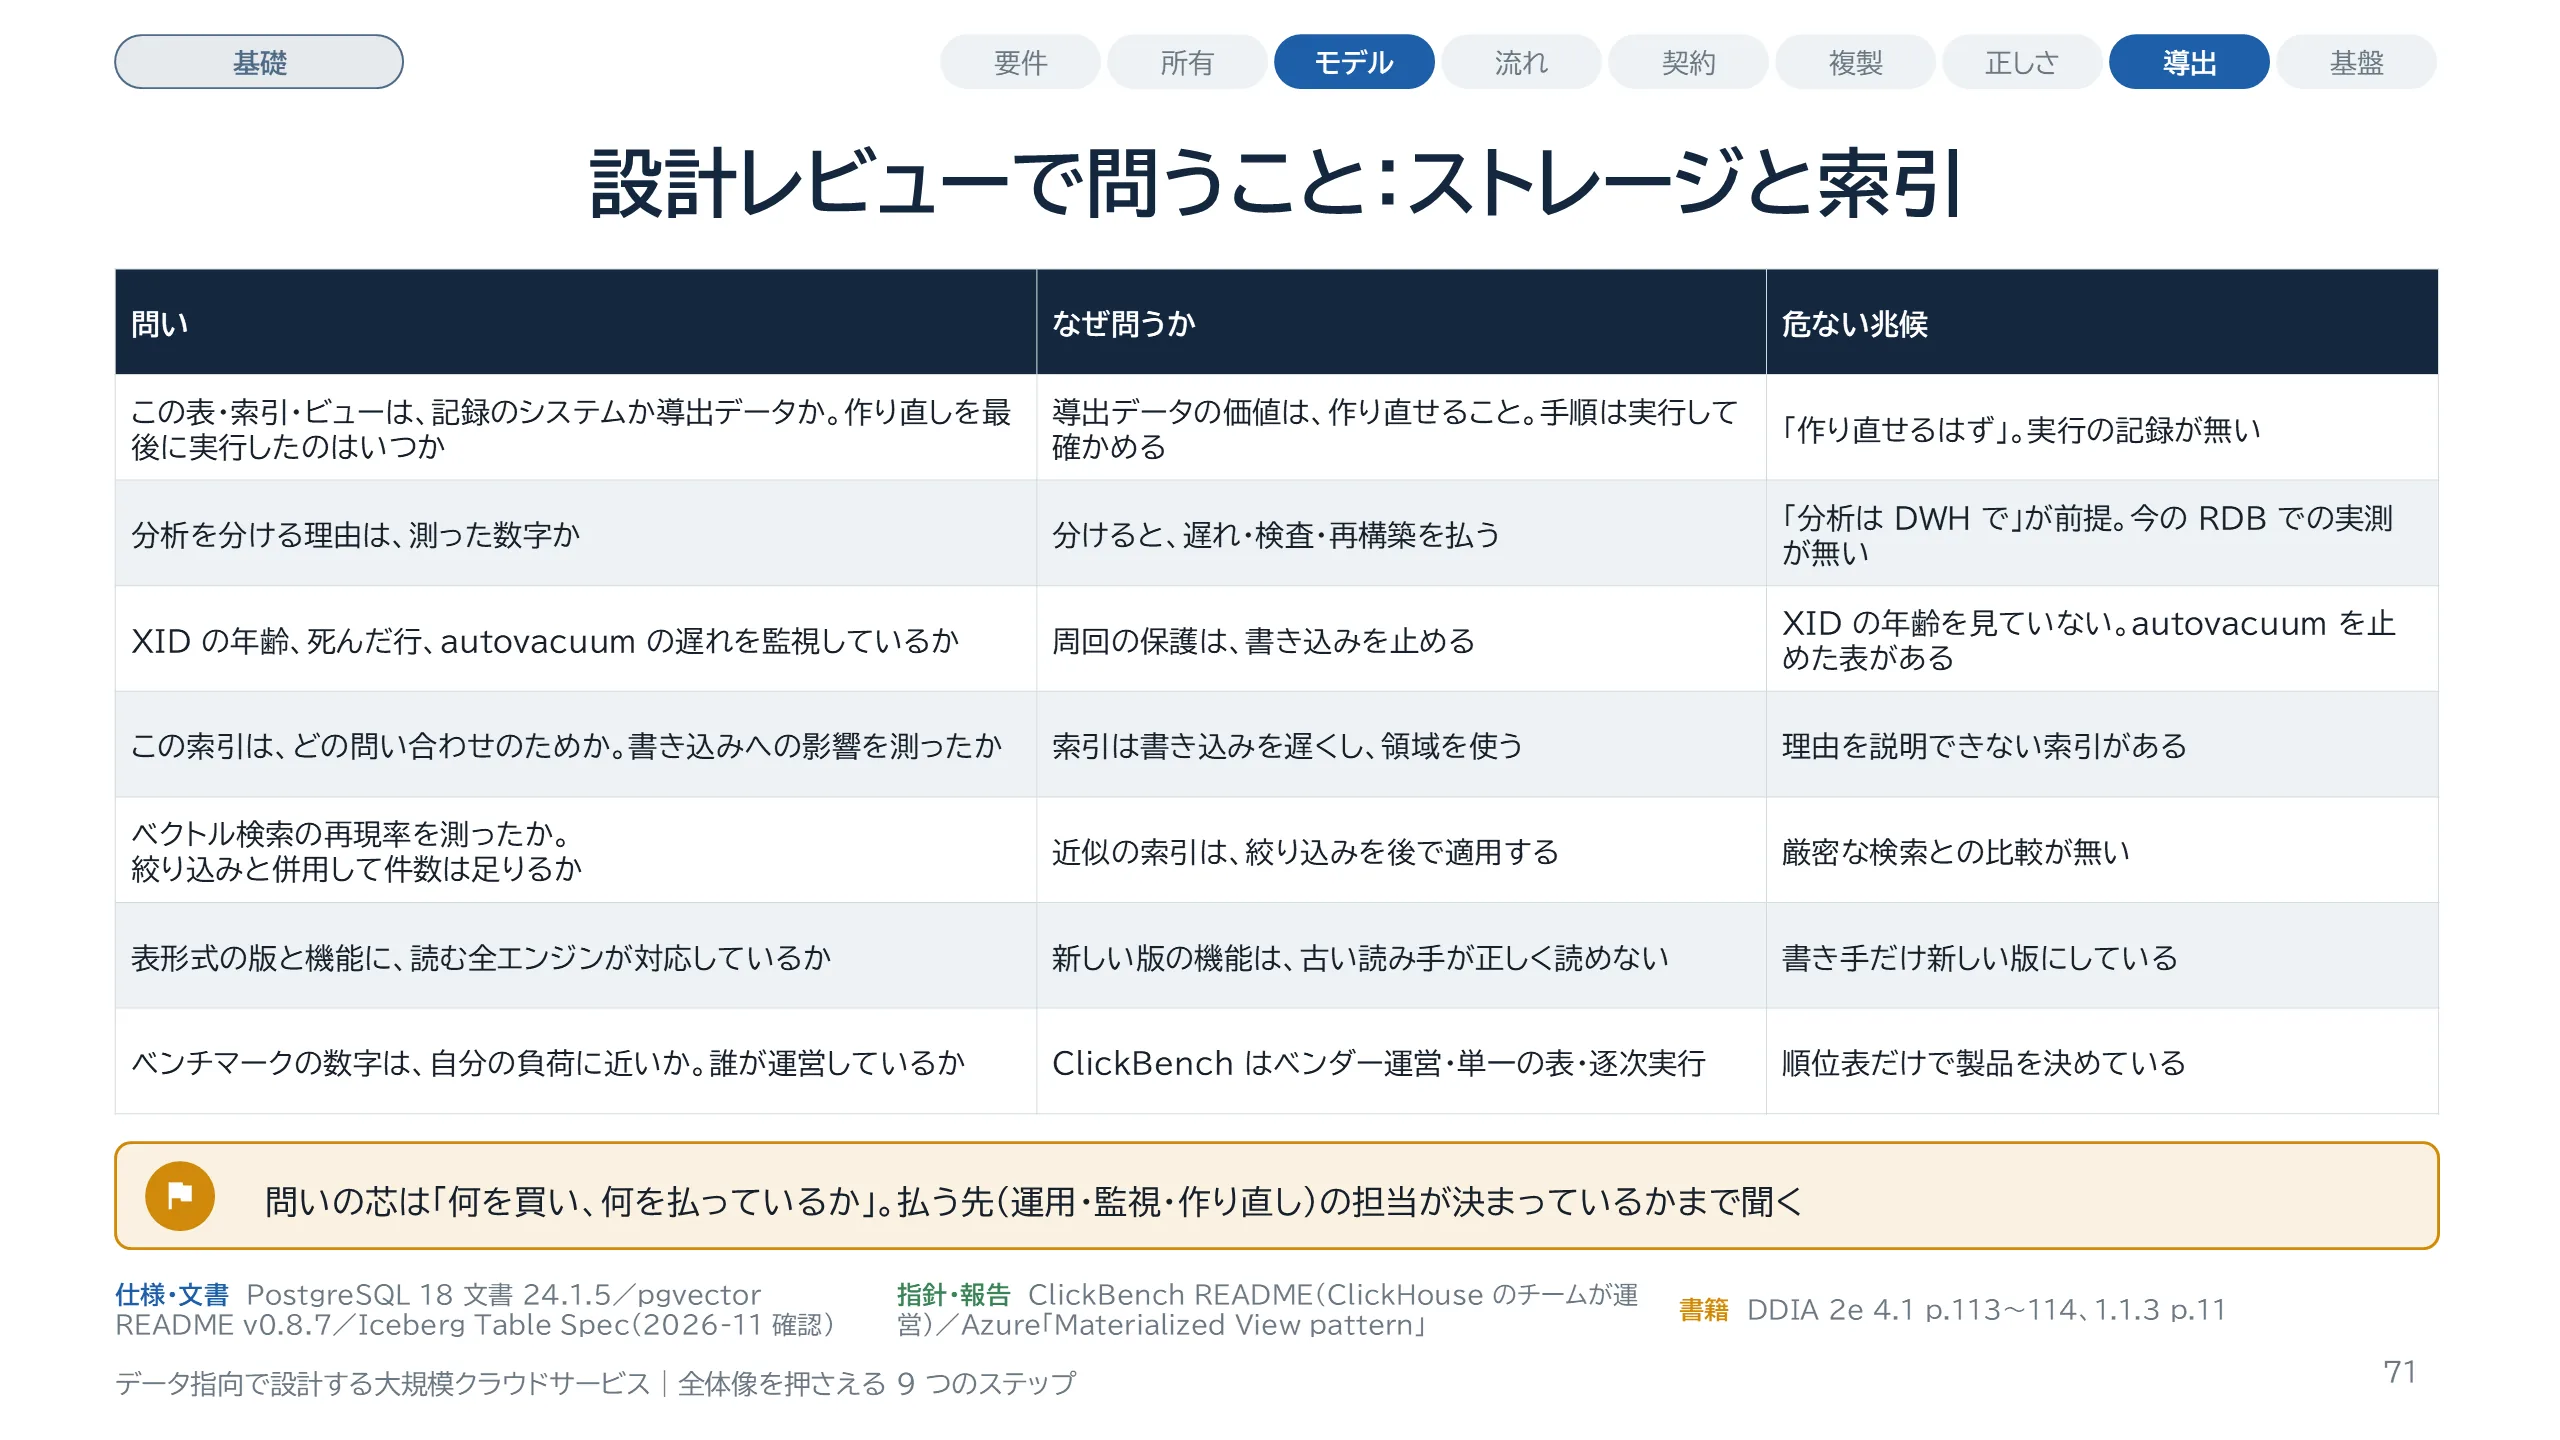 基礎
要件
所有
モデル
流れ
契約
複製
正しさ
導出
基盤
設計レビューで問うこと：ストレージと索引
問い
なぜ問うか
危ない兆候
この表・索引・ビューは、記録のシステムか導出データか。作り直しを最
後に実行したのはいつか
導出データの価値は、作り直せること。手順は実行して
確かめる
「作り直せるはず」。実行の記録が無い
分析を分ける理由は、測った数字か
分けると、遅れ・検査・再構築を払う
「分析は DWH で」が前提。今の RDB での実測
が無い
XID の年齢、死んだ行、autovacuum の遅れを監視しているか
周回の保護は、書き込みを止める
XID の年齢を見ていない。autovacuum を止
めた表がある
この索引は、どの問い合わせのためか。書き込みへの影響を測ったか
索引は書き込みを遅くし、領域を使う
理由を説明できない索引がある
ベクトル検索の再現率を測ったか。
絞り込みと併用して件数は足りるか
近似の索引は、絞り込みを後で適用する
厳密な検索との比較が無い
表形式の版と機能に、読む全エンジンが対応しているか
新しい版の機能は、古い読み手が正しく読めない
書き手だけ新しい版にしている
ベンチマークの数字は、自分の負荷に近いか。誰が運営しているか
ClickBench はベンダー運営・単一の表・逐次実行
順位表だけで製品を決めている
問いの芯は「何を買い、何を払っているか」。払う先（運用・監視・作り直し）の担当が決まっているかまで聞く
仕様・文書 PostgreSQL 18 文書 24.1.5／pgvector
README v0.8.7／Iceberg Table Spec（2026-11 確認）
指針・報告 ClickBench README（ClickHouse のチームが運
営）／Azure「Materialized View pattern」
書籍 DDIA 2e 4.1 p.113～114、1.1.3 p.11
データ指向で設計する大規模クラウドサービス｜全体像を押さえる 9 つのステップ
71